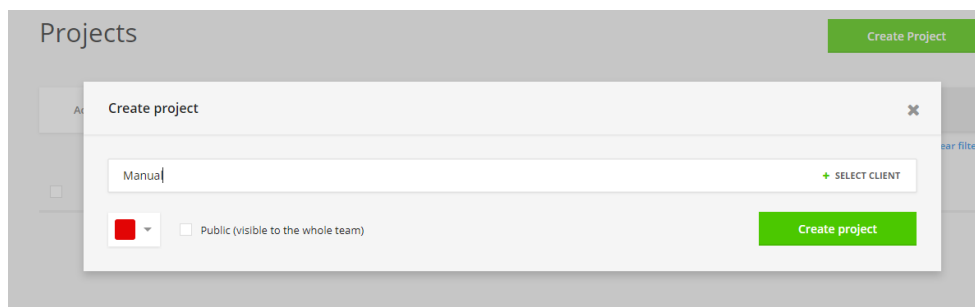 Projects
Create Project
Create project
Manual
+ SELECT CLIENT
Public (visible to the whole team)
Create project